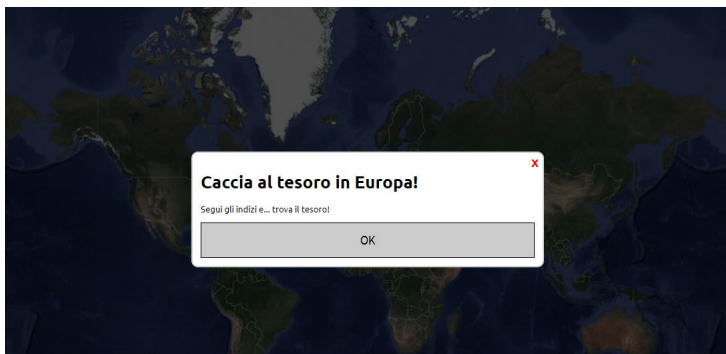 X
Caccia al tesoro in Europa!
Segui gli indizi e... trova il tesoro!
OK